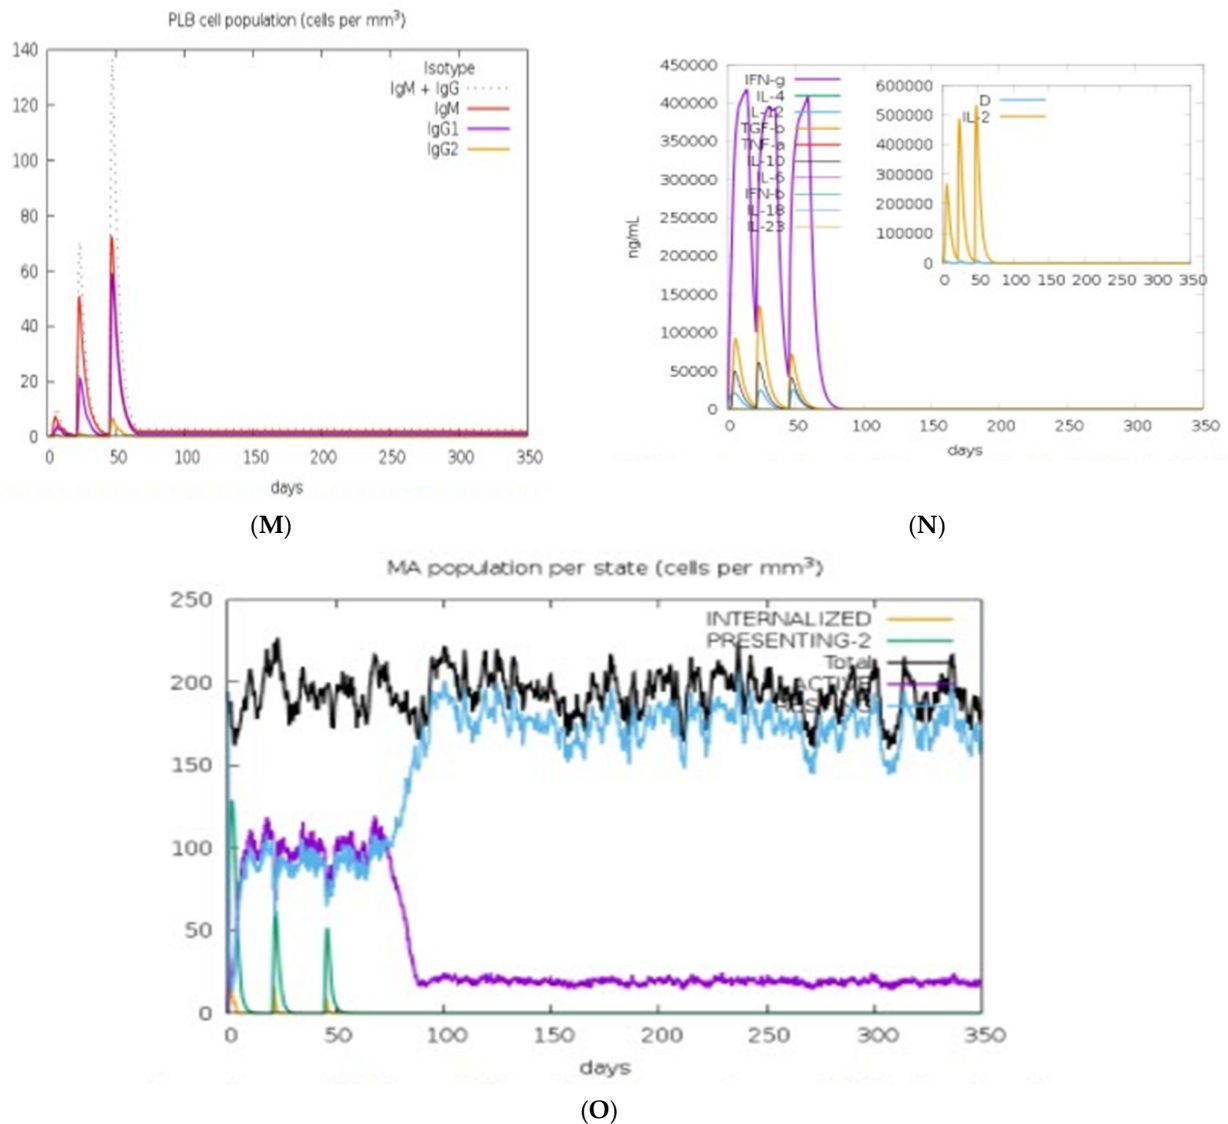 PLB cell population (cells per mm³)
140
120
100
80
60
40
20
0
Isotype
IgM + IgG
IgM
IgG1
IgG2
0 50 100 150 200 250 300 350
days
(M)
450000
400000
350000
300000
250000
200000
150000
100000
50000
0
ng/mL
IFN-g
IL-4
IL-12
TGF-b
TNF-a
IL-10
IL-6
IFN-b
IL-18
IL-23
600000
500000
400000
300000
200000
100000
0
D
IL-2
0 50 100 150 200 250 300 350
0 50 100 150 200 250 300 350
days
(N)
MA population per state (cells per mm³)
250
200
150
100
50
0
INTERNALIZED
PRESENTING-2
Total
ACTIVE
0 50 100 150 200 250 300 350
days
(O)